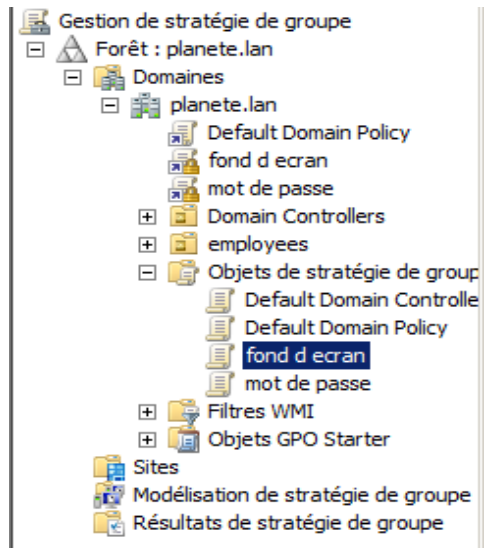 Gestion de stratégie de groupe
Forêt : planete.lan
Domaines
planete.lan
Default Domain Policy
fond d ecran
mot de passe
Domain Controllers
employees
Objets de stratégie de group
Default Domain Controlle
Default Domain Policy
fond d ecran
mot de passe
Filtres WMI
Objets GPO Starter
Sites
Modélisation de stratégie de groupe
Résultats de stratégie de groupe